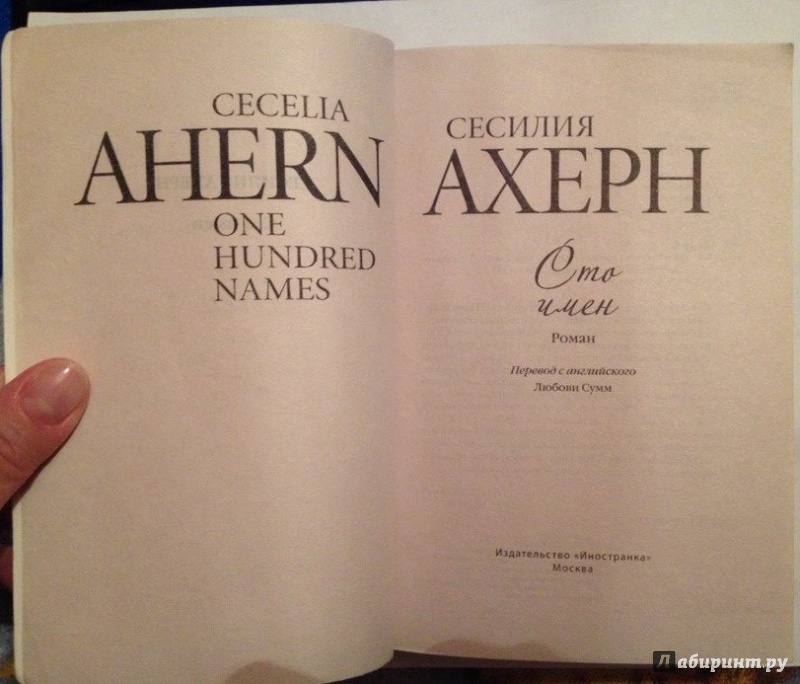 CECELIA
AHERN
ONE
HUNDRED
NAMES
СЕСИЛИЯ
АХЕРН
Сто
имен
Роман
Перевод с английского
Любови Сумм
Издательство «Иностранка»
Москва
Лабиринт.ру